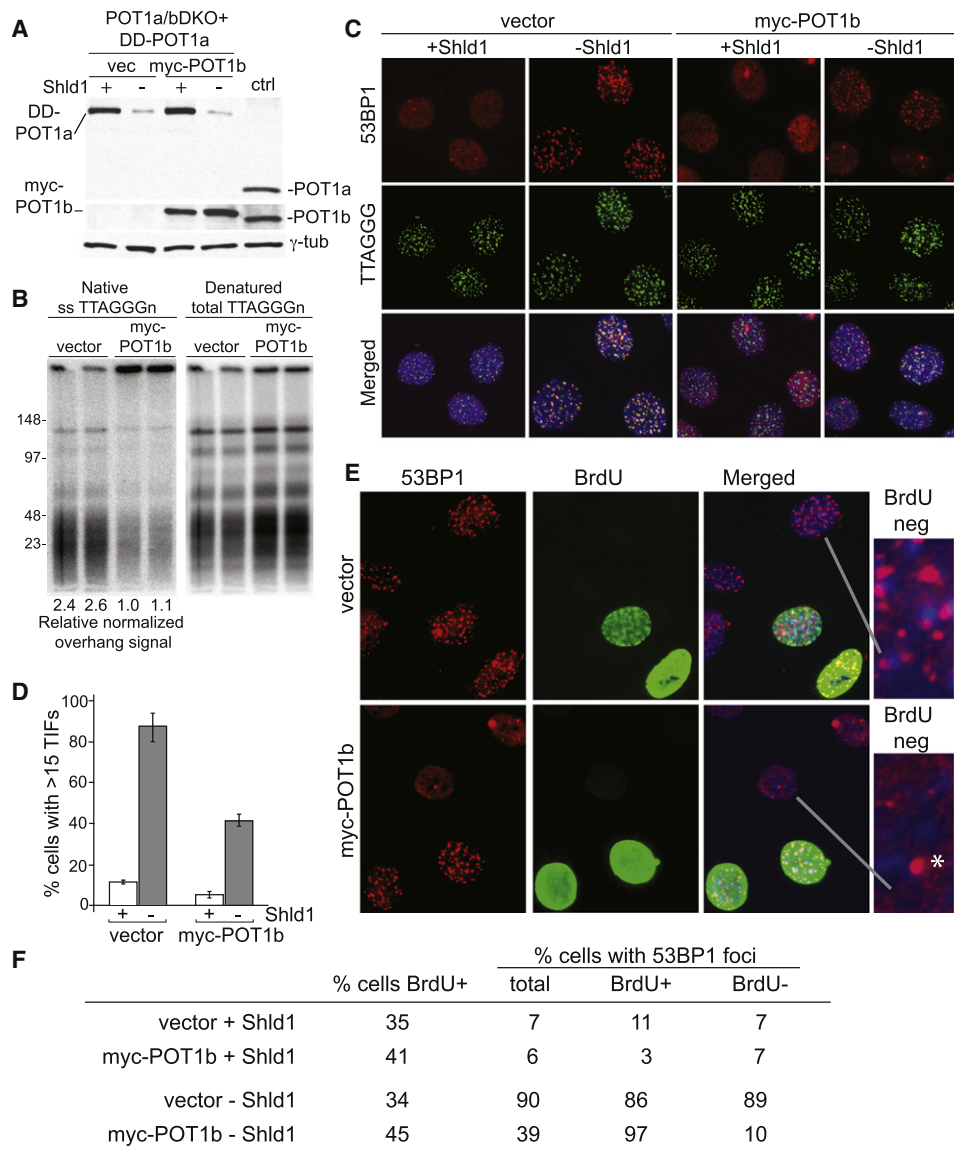 A
POT1a/bDKO+
DD-POT1a
vec myc-POT1b
Shld1 + - + - ctrl
DD-
POT1a
myc-
POT1b
-POT1a
-POT1b
γ-tub
B
Native
ss TTAGGGn
Denatured
total TTAGGGn
vector
myc-
POT1b
vector
myc-
POT1b
148-
97-
48-
23-
2.4 2.6 1.0 1.1
Relative normalized
overhang signal
C
vector
myc-POT1b
+Shld1 -Shld1 +Shld1 -Shld1
53BP1
TTAGGG
Merged
D
% cells with >15 TIFs
100
80
60
40
20
0
+ - + - Shld1
vector myc-POT1b
E
53BP1 BrdU Merged
BrdU
neg
vector
BrdU
neg
myc-POT1b
*
F
% cells with 53BP1 foci
% cells BrdU+ total BrdU+ BrdU-
vector + Shld1 35 7 11 7
myc-POT1b + Shld1 41 6 3 7
vector - Shld1 34 90 86 89
myc-POT1b - Shld1 45 39 97 10